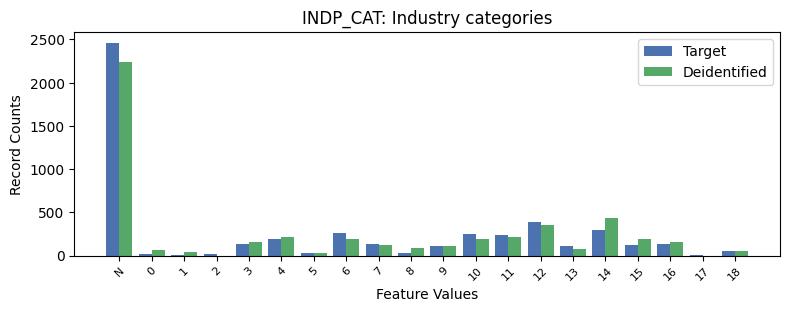 INDP_CAT: Industry categories
2500
2000
1500
1000
500
0
Record Counts
Target
Deidentified
N 0 1 2 3 4 5 6 7 8 9 10 11 12 13 14 15 16 17 18
Feature Values